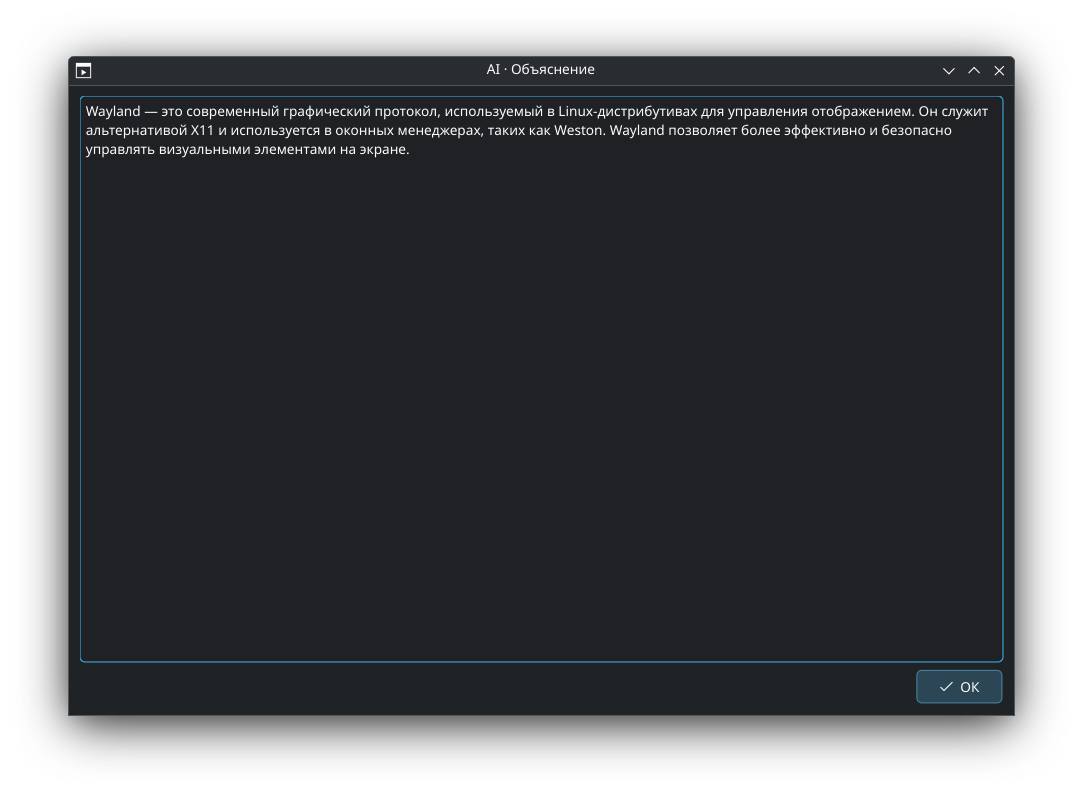 AI · Объяснение
Wayland — это современный графический протокол, используемый в Linux-дистрибутивах для управления отображением. Он служит
альтернативой X11 и используется в оконных менеджерах, таких как Weston. Wayland позволяет более эффективно и безопасно
управлять визуальными элементами на экране.
OK